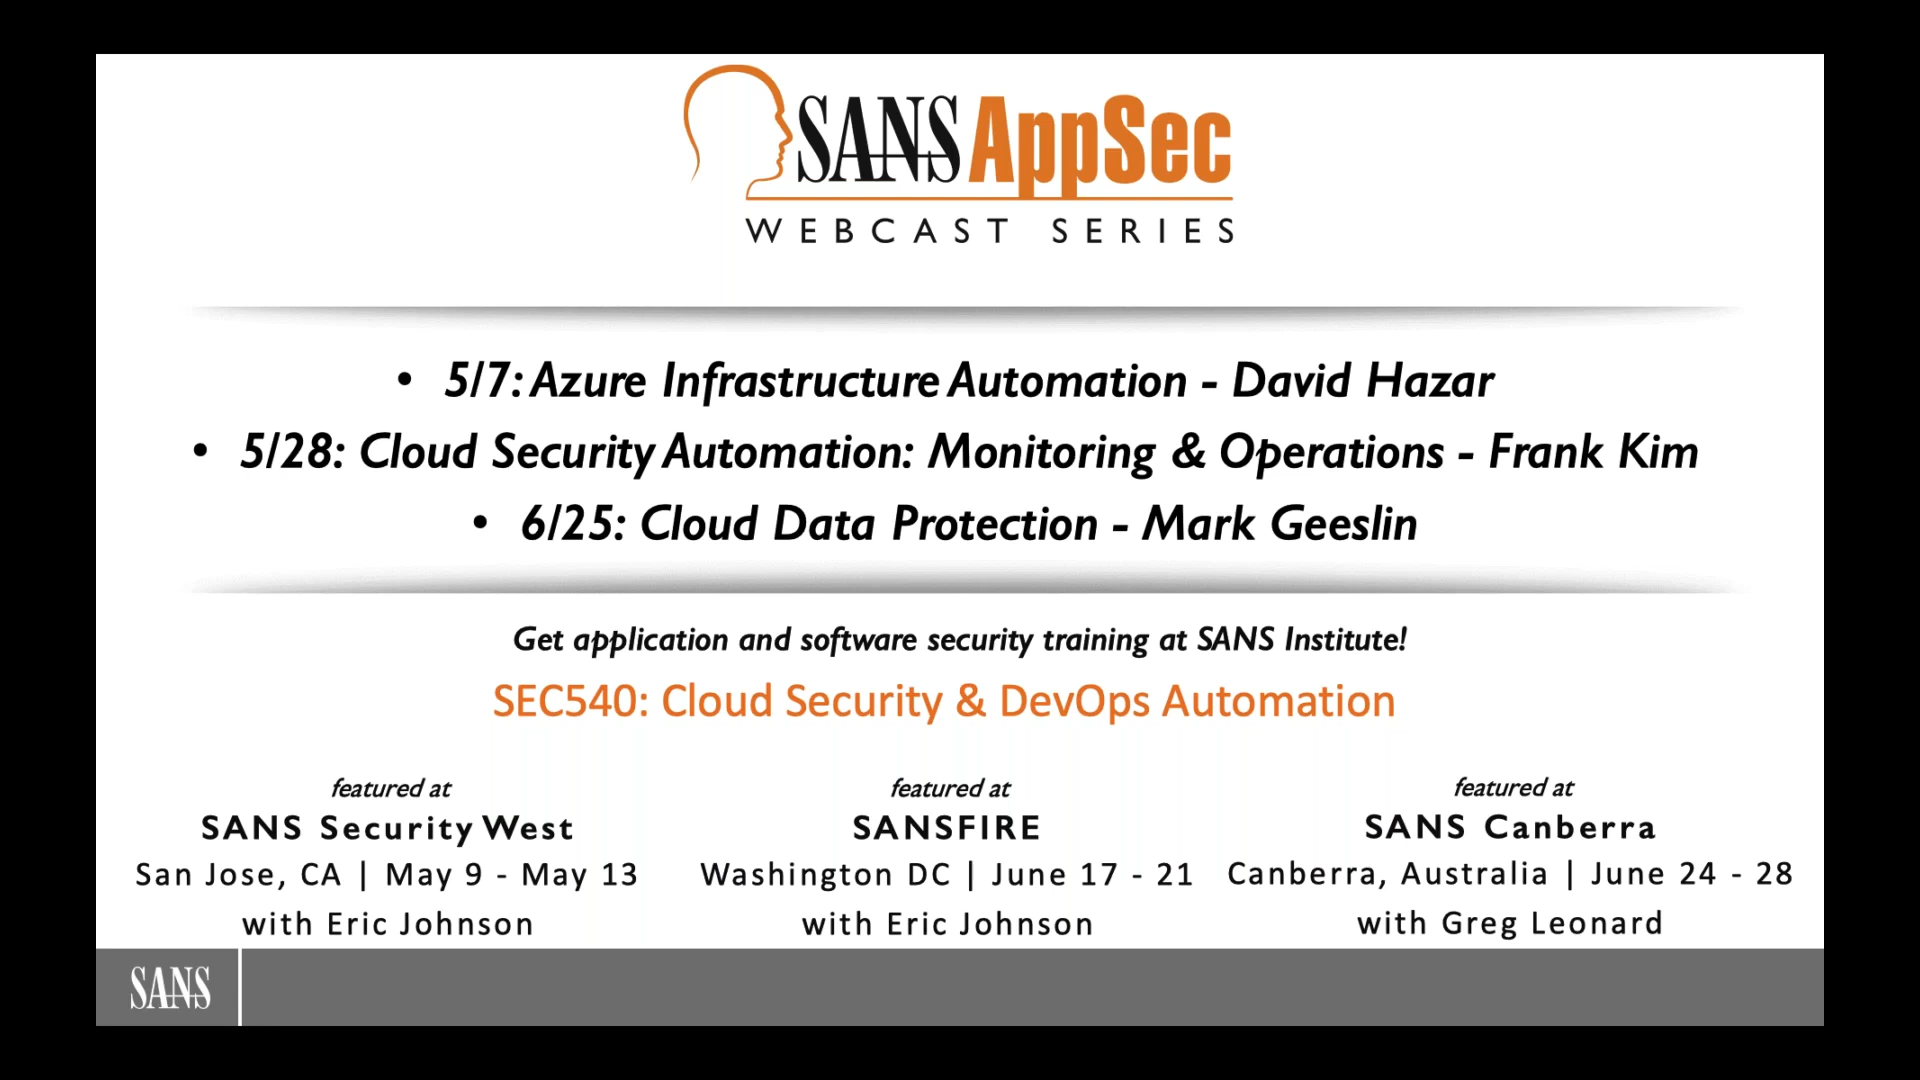 SANS AppSec
WEBCAST SERIES
• 5/7: Azure Infrastructure Automation - David Hazar
• 5/28: Cloud Security Automation: Monitoring & Operations - Frank Kim
• 6/25: Cloud Data Protection - Mark Geeslin
Get application and software security training at SANS Institute!
SEC540: Cloud Security & DevOps Automation
featured at
SANS Security West
San Jose, CA | May 9 - May 13
with Eric Johnson
featured at
SANSFIRE
Washington DC | June 17 - 21
with Eric Johnson
featured at
SANS Canberra
Canberra, Australia | June 24 - 28
with Greg Leonard
SANS